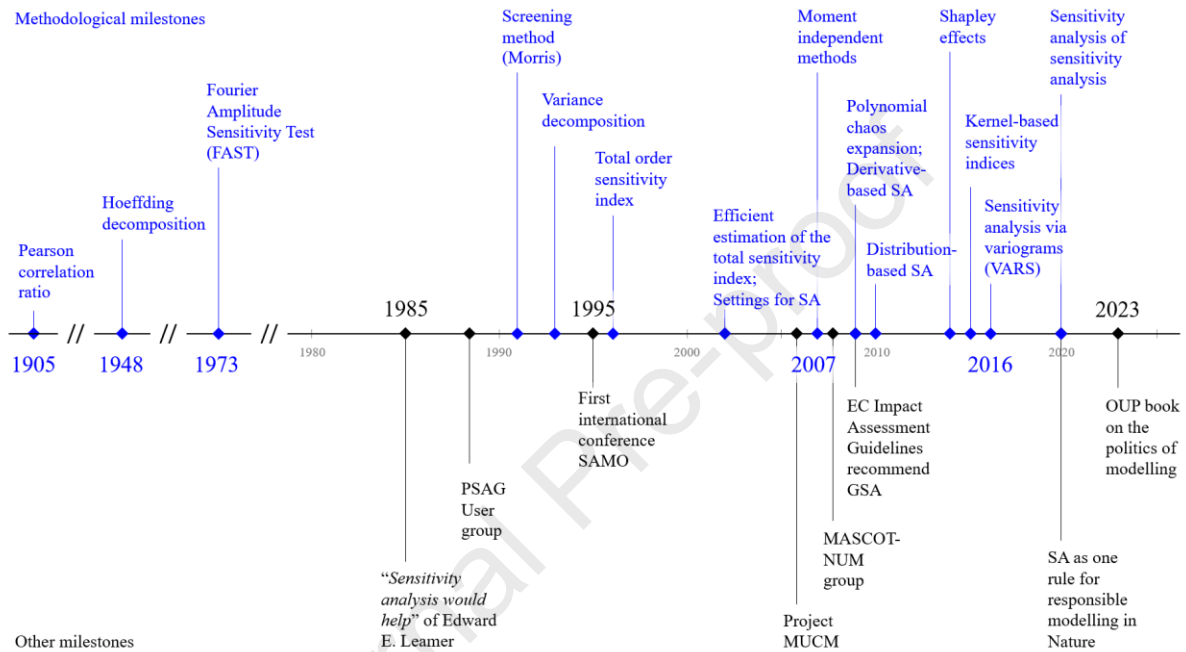 Methodological milestones
Pearson
correlation
ratio
Hoeffding
decomposition
Fourier
Amplitude
Sensitivity Test
(FAST)
Screening
method
(Morris)
Variance
decomposition
Total order
sensitivity
index
Efficient
estimation of the
total sensitivity
index;
Settings for SA
Moment
independent
methods
Polynomial
chaos
expansion;
Derivative-
based SA
Distribution-
based SA
Shapley
effects
Kernel-based
sensitivity
indices
Sensitivity
analysis via
variograms
(VARS)
Sensitivity
analysis of
sensitivity
analysis
1985
1995
2023
// // //
1905
1948
1973
1980
1990
2000
2007
2010
2016
2020
“Sensitivity
analysis would
help” of Edward
E. Leamer
PSAG
User
group
First
international
conference
SAMO
Project
MUCM
MASCOT-
NUM
group
EC Impact
Assessment
Guidelines
recommend
GSA
SA as one
rule for
responsible
modelling in
Nature
OUP book
on the
politics of
modelling
Other milestones
nal Pre-proof